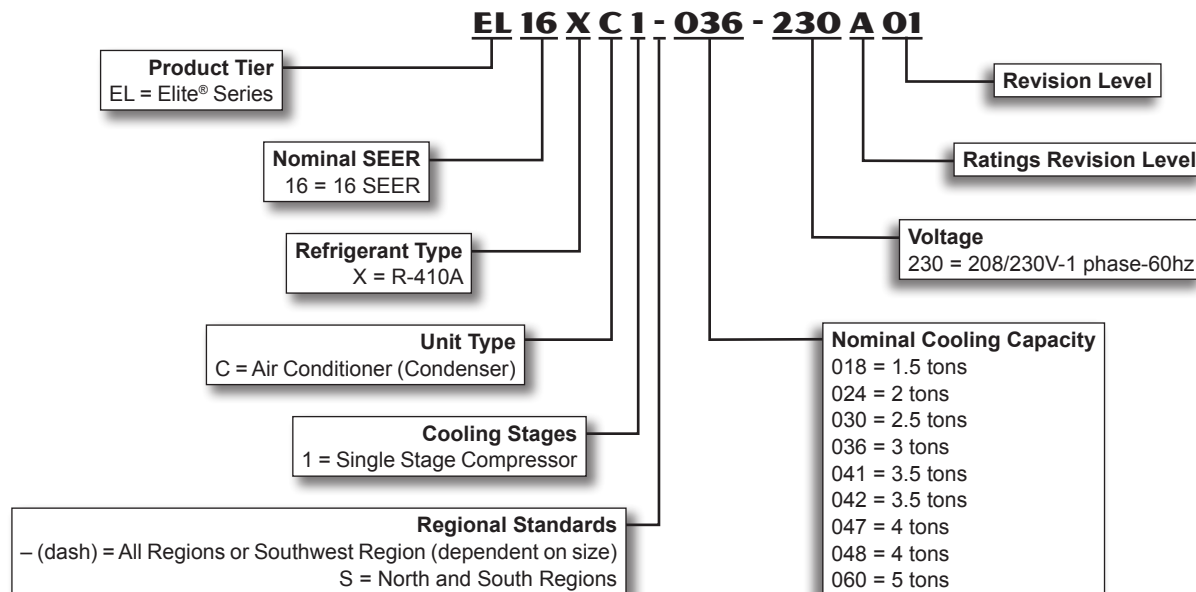 EL 16 X C 1 - 036 - 230 A 01
Product Tier
EL = Elite® Series
Revision Level
Nominal SEER
16 = 16 SEER
Ratings Revision Level
Refrigerant Type
X = R-410A
Voltage
230 = 208/230V-1 phase-60hz
Unit Type
C = Air Conditioner (Condenser)
Nominal Cooling Capacity
018 = 1.5 tons
024 = 2 tons
030 = 2.5 tons
036 = 3 tons
041 = 3.5 tons
042 = 3.5 tons
047 = 4 tons
048 = 4 tons
060 = 5 tons
Cooling Stages
1 = Single Stage Compressor
Regional Standards
– (dash) = All Regions or Southwest Region (dependent on size)
S = North and South Regions